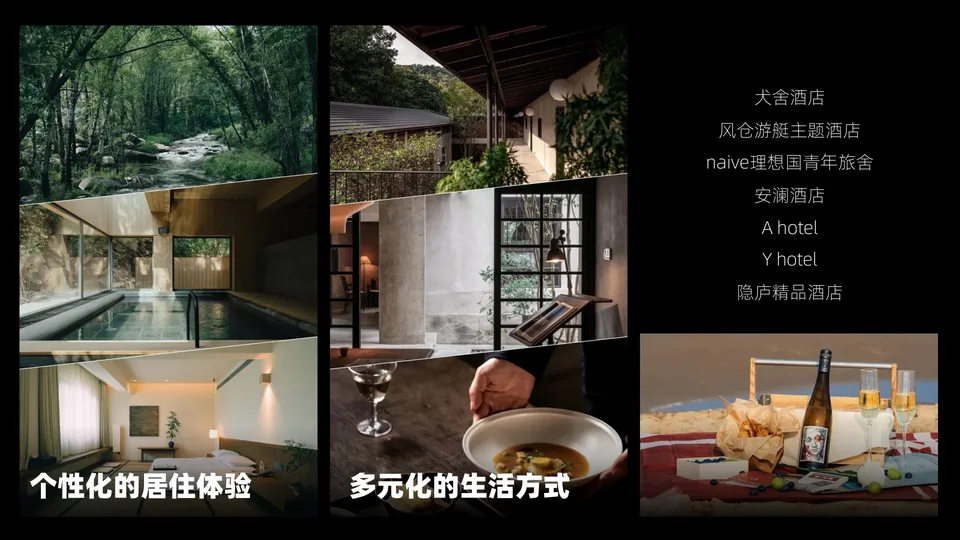 个性化的居住体验
多元化的生活方式
犬舍酒店
风仓游艇主题酒店
naive理想国青年旅舍
安澜酒店
A hotel
Y hotel
隐庐精品酒店